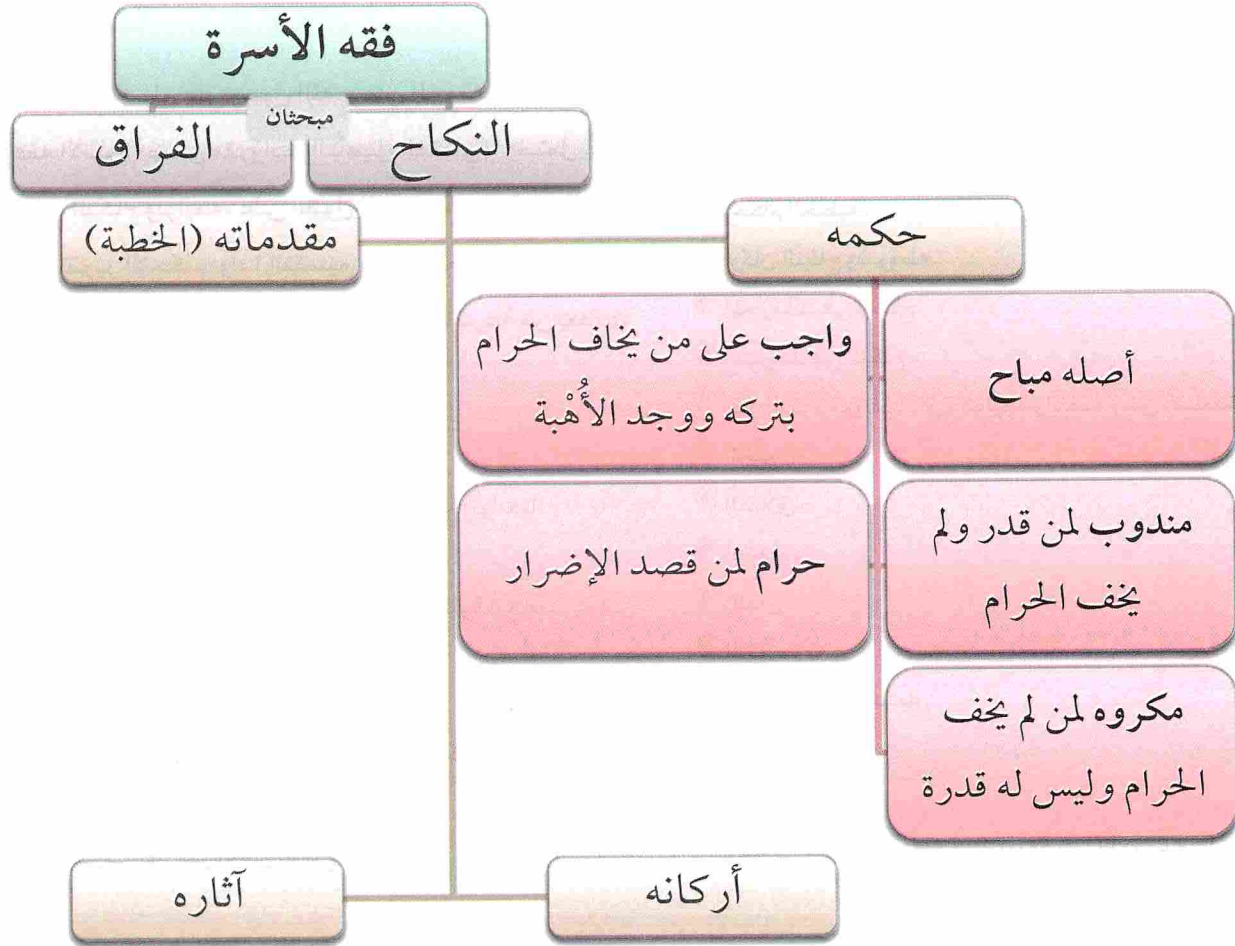 فقه الأسرة
مبحثان
النكاح
الفراق
حكمه
مقدماته (الخطبة)
أصله مباح
واجب على من يخاف الحرام
بتركه ووجد الأُهْبة
مندوب لمن قدر ولم
يخف الحرام
حرام لمن قصد الإضرار
مكروه لمن لم يخف
الحرام وليس له قدرة
أركانه
آثاره